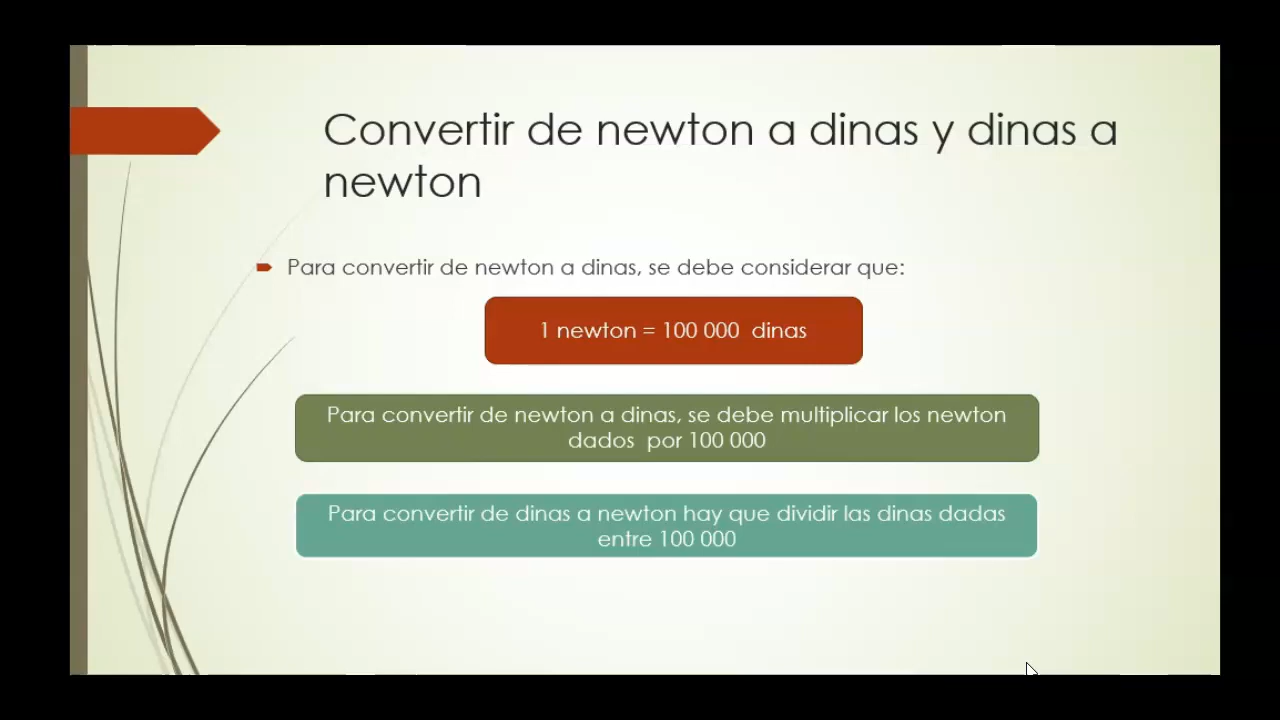 Convertir de newton a dinas y dinas a
newton
Para convertir de newton a dinas, se debe considerar que:
1 newton = 100 000 dinas
Para convertir de newton a dinas, se debe multiplicar los newton
dados por 100 000
Para convertir de dinas a newton hay que dividir las dinas dadas
entre 100 000